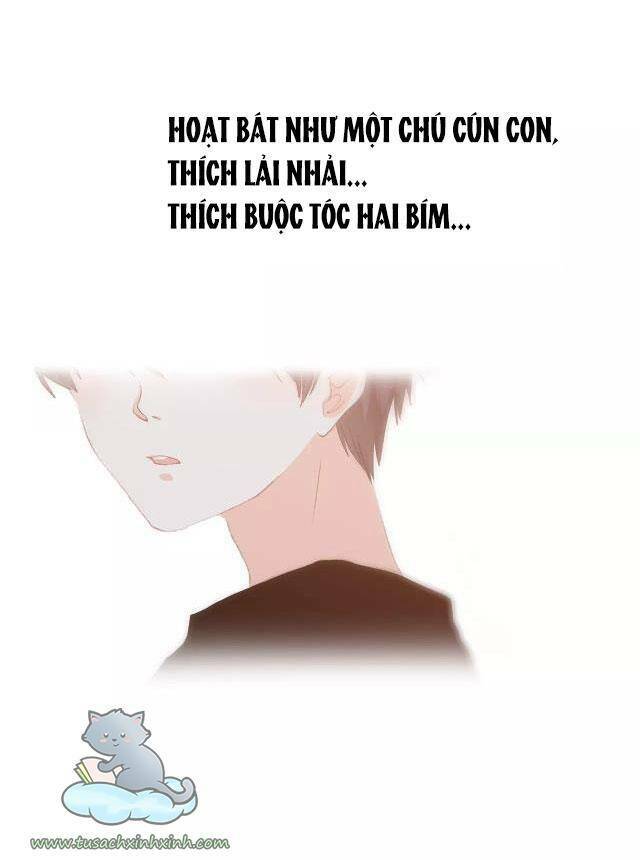 HOẠT BÁT NHƯ MỘT CHÚ CÚN CON,
THÍCH LẢI NHẢI...
THÍCH BUỘC TÓC HAI BÍM...
www.tusachxinhxinh.com